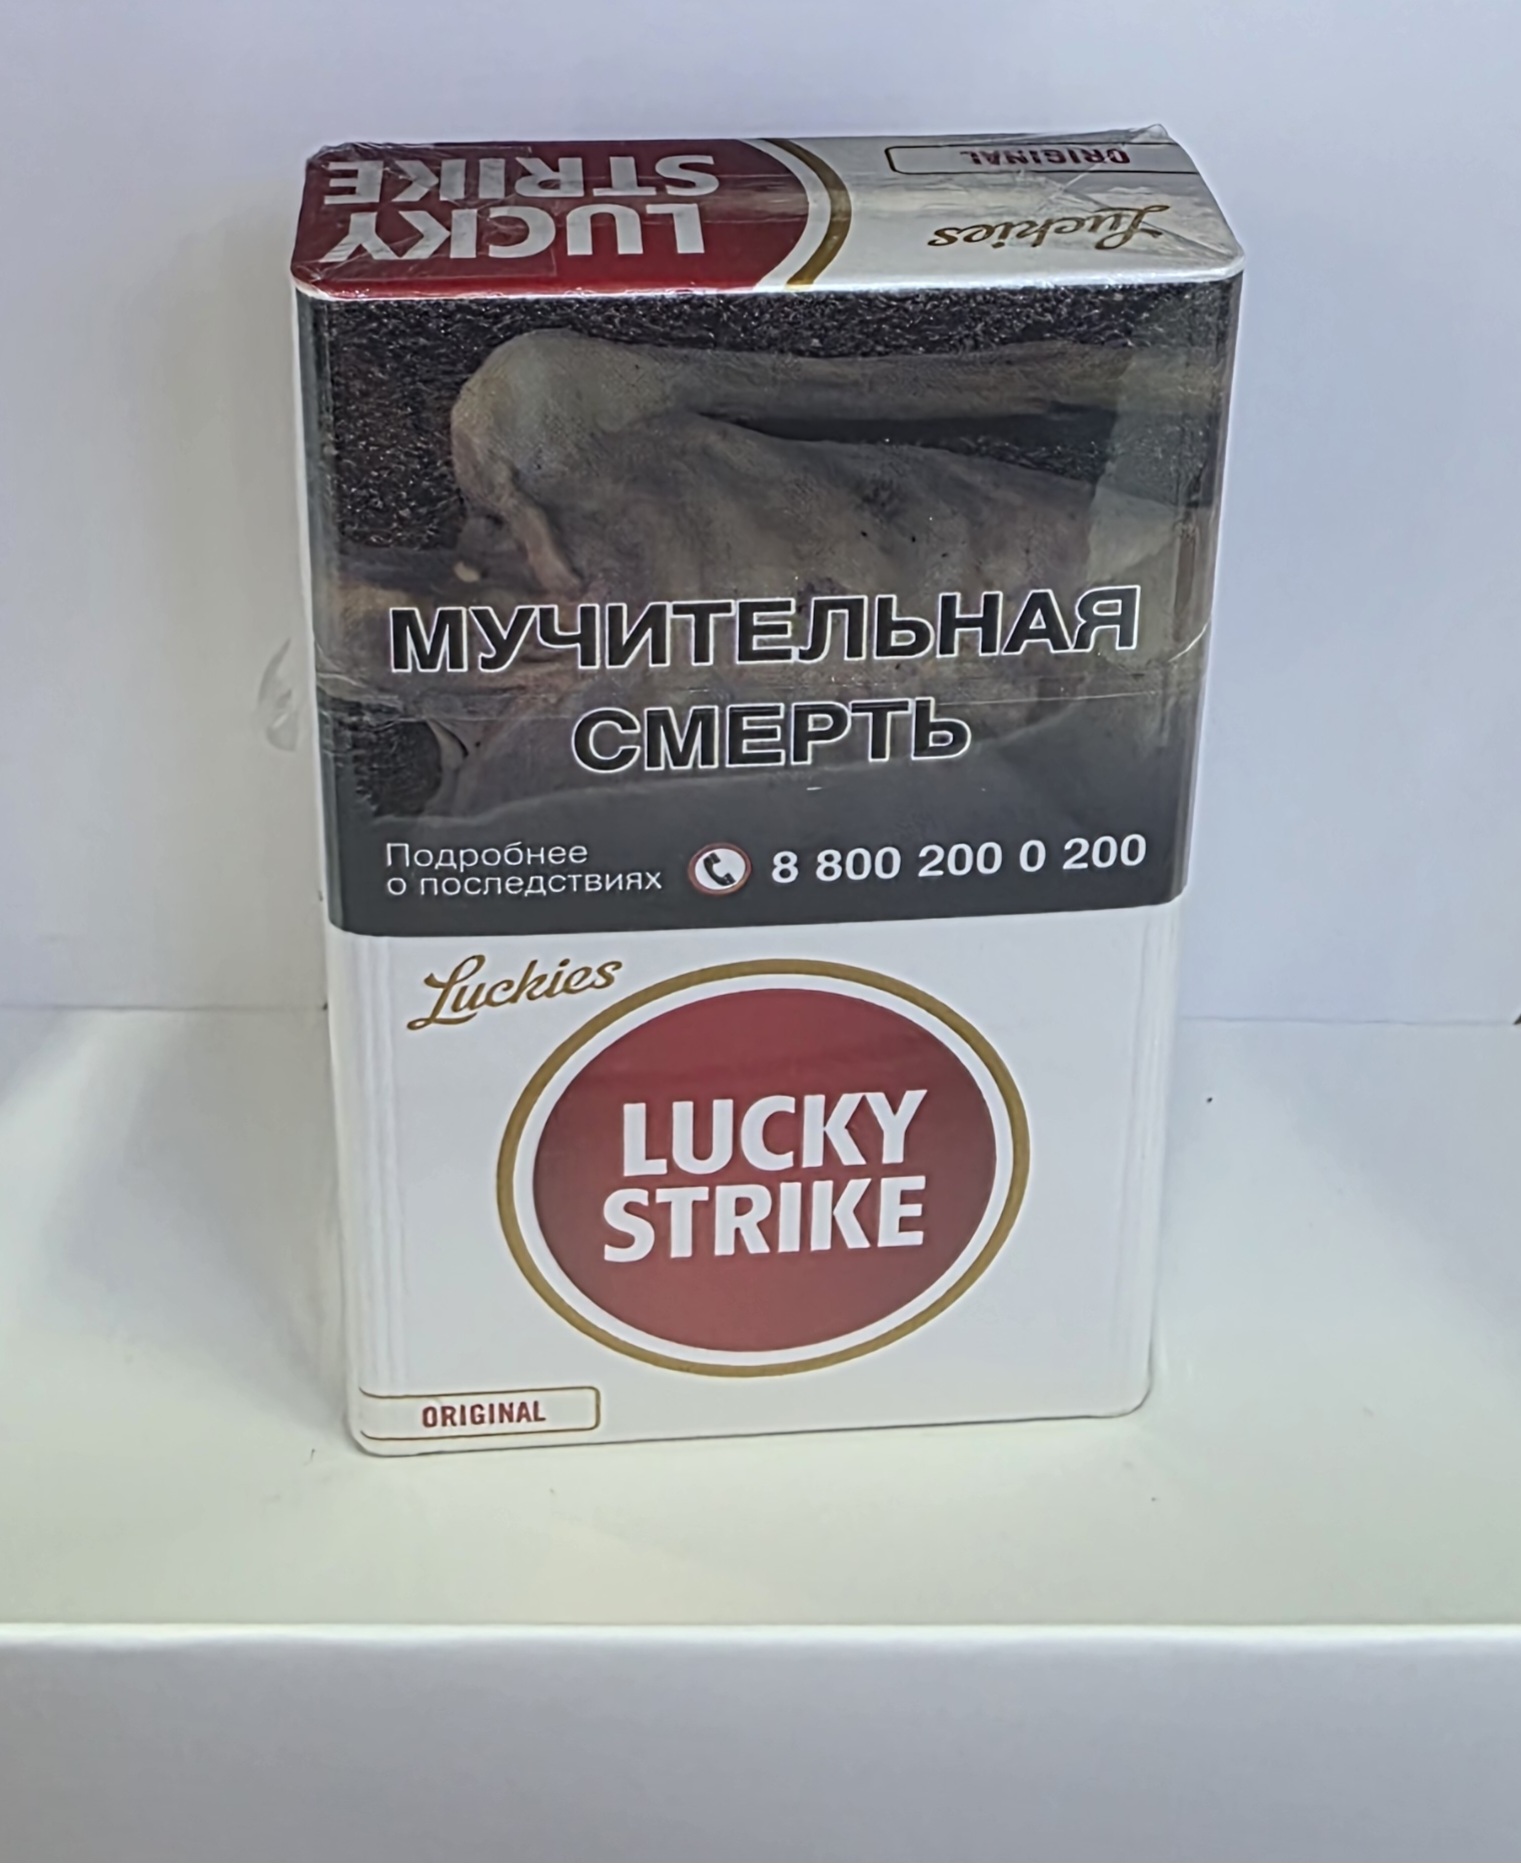 LUCKY
STRIKE
ORIGINAL
Luckies
МУЧИТЕЛЬНАЯ
СМЕРТЬ
Подробнее
о последствиях
8 800 200 0 200
Luckies
LUCKY
STRIKE
ORIGINAL